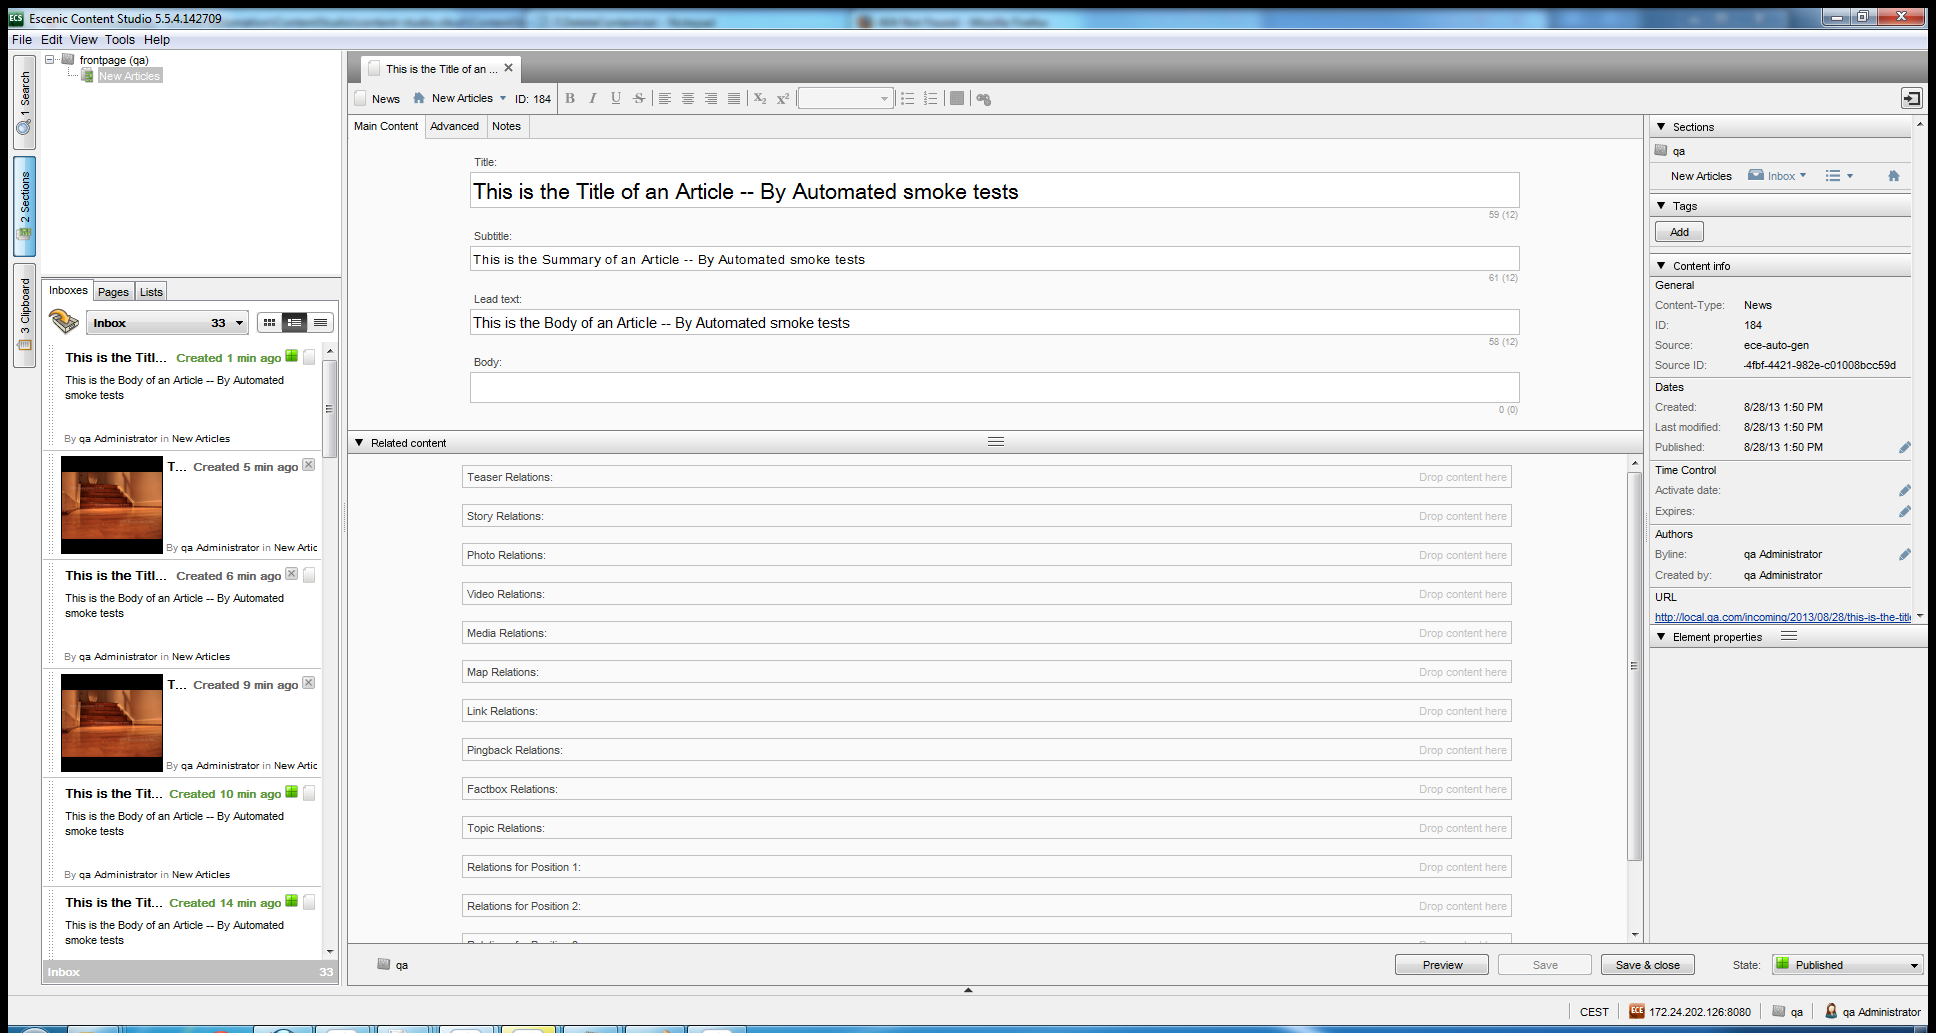 Escenic Content Studio 5.5.4.142709
File Edit View Tools Help
1 Search
2 Sections
3 Clipboard
frontpage (qa)
New Articles
Inboxes Pages Lists
Inbox 33
This is the Titl... Created 1 min ago
This is the Body of an Article -- By Automated
smoke tests
By qa Administrator in New Articles
T... Created 5 min ago
By qa Administrator in New Artic
This is the Titl... Created 6 min ago
This is the Body of an Article -- By Automated
smoke tests
By qa Administrator in New Articles
T... Created 9 min ago
By qa Administrator in New Artic
This is the Tit... Created 10 min ago
This is the Body of an Article -- By Automated
smoke tests
By qa Administrator in New Articles
This is the Tit... Created 14 min ago
This is the Body of an Article -- By Automated
smoke tests
Inbox 33
This is the Title of an ...
News New Articles ID: 184 B I U S X2 X2
Main Content Advanced Notes
Title:
This is the Title of an Article -- By Automated smoke tests
59 (12)
Subtitle:
This is the Summary of an Article -- By Automated smoke tests
61 (12)
Lead text:
This is the Body of an Article -- By Automated smoke tests
58 (12)
Body:
0 (0)
Related content
Teaser Relations: Drop content here
Story Relations: Drop content here
Photo Relations: Drop content here
Video Relations: Drop content here
Media Relations: Drop content here
Map Relations: Drop content here
Link Relations: Drop content here
Pingback Relations: Drop content here
Factbox Relations: Drop content here
Topic Relations: Drop content here
Relations for Position 1: Drop content here
Relations for Position 2: Drop content here
qa Preview Save Save & close State: Published
Sections
qa
New Articles Inbox
Tags
Add
Content info
General
Content-Type: News
ID: 184
Source: ece-auto-gen
Source ID: -4fbf-4421-982e-c01008bcc59d
Dates
Created: 8/28/13 1:50 PM
Last modified: 8/28/13 1:50 PM
Published: 8/28/13 1:50 PM
Time Control
Activate date:
Expires:
Authors
Byline: qa Administrator
Created by: qa Administrator
URL
http://local.qa.com/incoming/2013/08/28/this-is-the-title
Element properties
CEST ECE 172.24.202.126:8080 qa qa Administrator